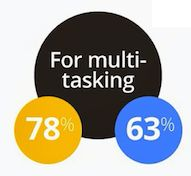 For multi-
tasking
78% 63%